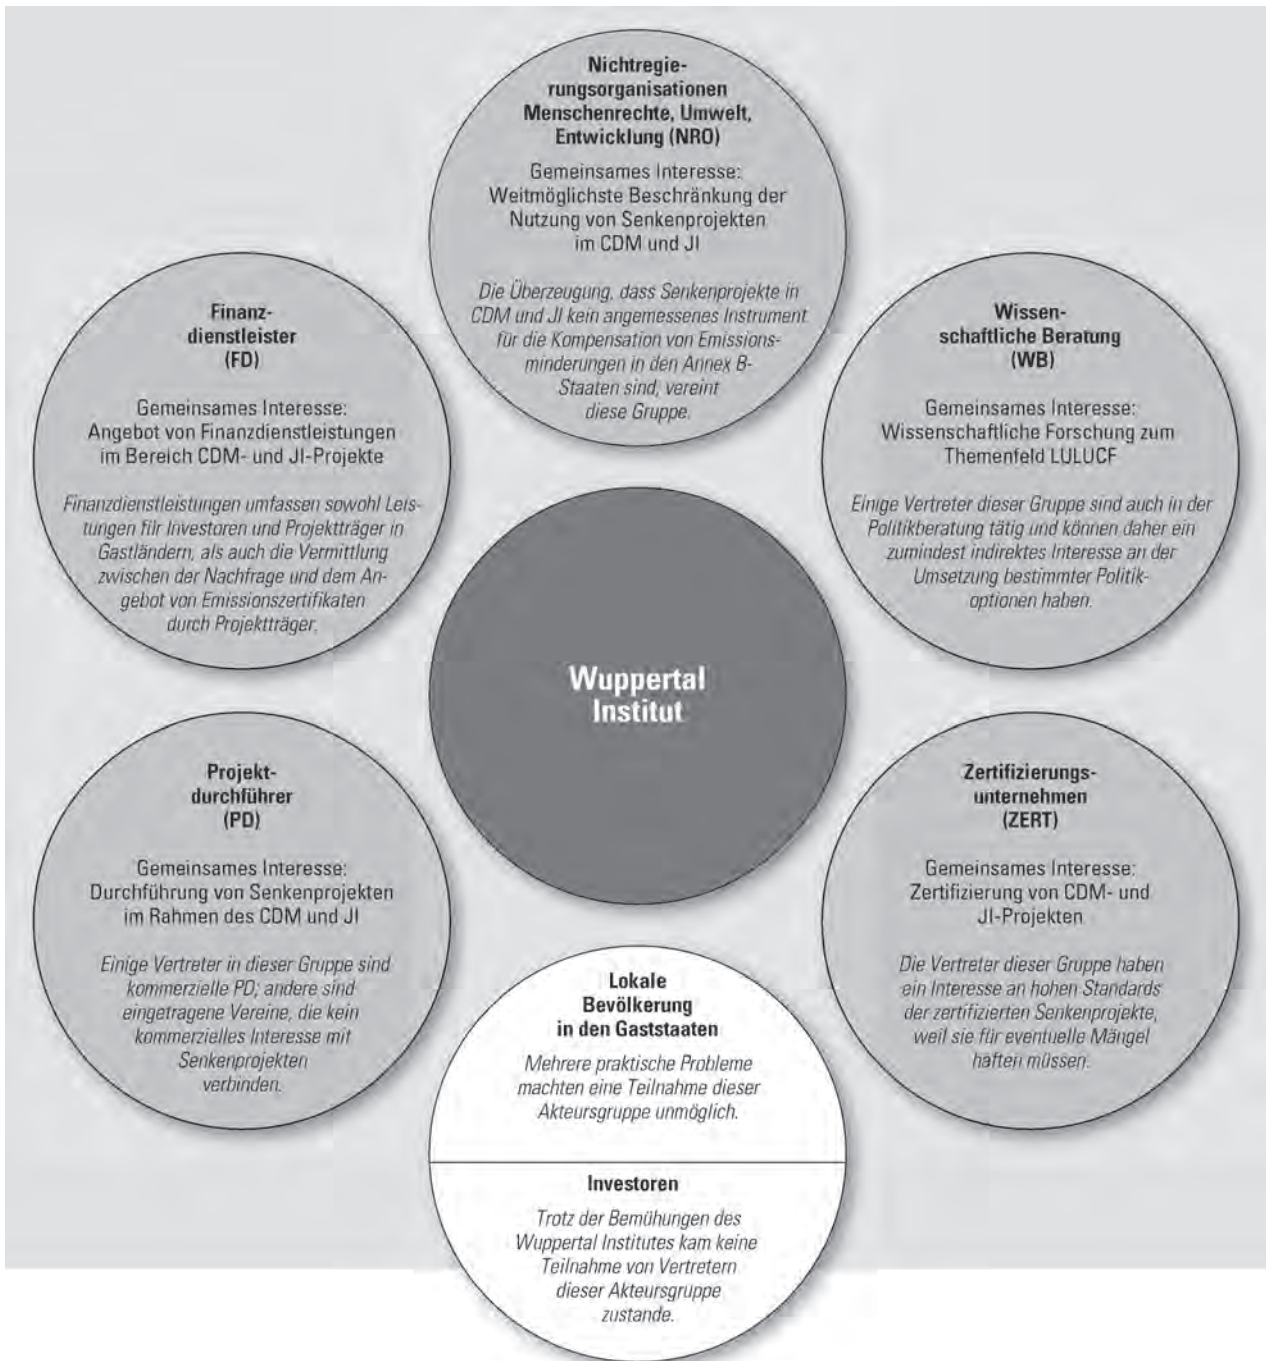 Nichtregie-
rungsorganisationen
Menschenrechte, Umwelt,
Entwicklung (NRO)
Gemeinsames Interesse:
Weitmöglichste Beschränkung der
Nutzung von Senkenprojekten
im CDM und JI
Die Überzeugung, dass Senkenprojekte in
CDM und JI kein angemessenes Instrument
für die Kompensation von Emissions-
minderungen in den Annex B-
Staaten sind, vereint
diese Gruppe.
Finanz-
dienstleister
(FD)
Gemeinsames Interesse:
Angebot von Finanzdienstleistungen
im Bereich CDM- und JI-Projekte
Finanzdienstleistungen umfassen sowohl Leis-
tungen für Investoren und Projektträger in
Gastländern, als auch die Vermittlung
zwischen der Nachfrage und dem An-
gebot von Emissionszertifikaten
durch Projektträger.
Wissen-
schaftliche Beratung
(WB)
Gemeinsames Interesse:
Wissenschaftliche Forschung zum
Themenfeld LULUCF
Einige Vertreter dieser Gruppe sind auch in der
Politikberatung tätig und können daher ein
zumindest indirektes Interesse an der
Umsetzung bestimmter Politik-
optionen haben.
Wuppertal
Institut
Projekt-
durchführer
(PD)
Gemeinsames Interesse:
Durchführung von Senkenprojekten
im Rahmen des CDM und JI
Einige Vertreter in dieser Gruppe sind
kommerzielle PD; andere sind
eingetragene Vereine, die kein
kommerzielles Interesse mit
Senkenprojekten
verbinden.
Zertifizierungs-
unternehmen
(ZERT)
Gemeinsames Interesse:
Zertifizierung von CDM- und
JI-Projekten
Die Vertreter dieser Gruppe haben
ein Interesse an hohen Standards
der zertifizierten Senkenprojekte,
weil sie für eventuelle Mängel
haften müssen.
Lokale
Bevölkerung
in den Gaststaaten
Mehrere praktische Probleme
machten eine Teilnahme dieser
Akteursgruppe unmöglich.
Investoren
Trotz der Bemühungen des
Wuppertal Institutes kam keine
Teilnahme von Vertretern
dieser Akteursgruppe
zustande.